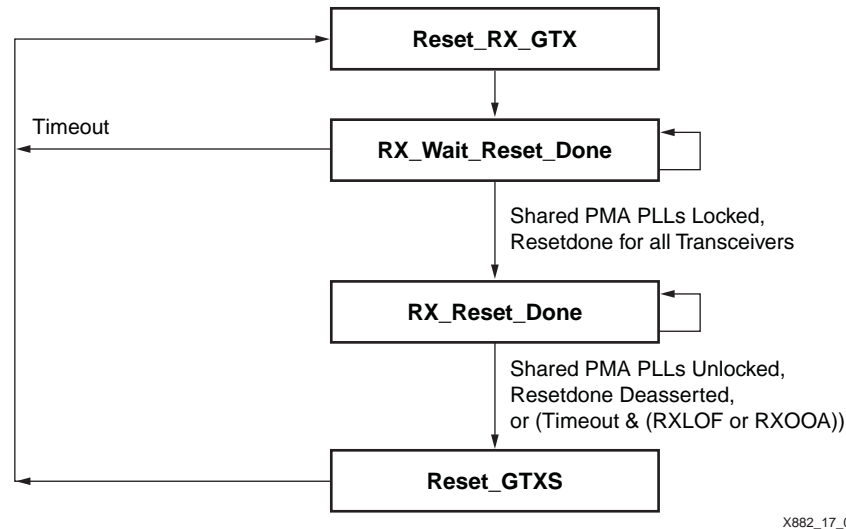 Reset_RX_GTX
Timeout
RX_Wait_Reset_Done
Shared PMA PLLs Locked,
Resetdone for all Transceivers
RX_Reset_Done
Shared PMA PLLs Unlocked,
Resetdone Deasserted,
or (Timeout & (RXLOF or RXOOA))
Reset_GTXS